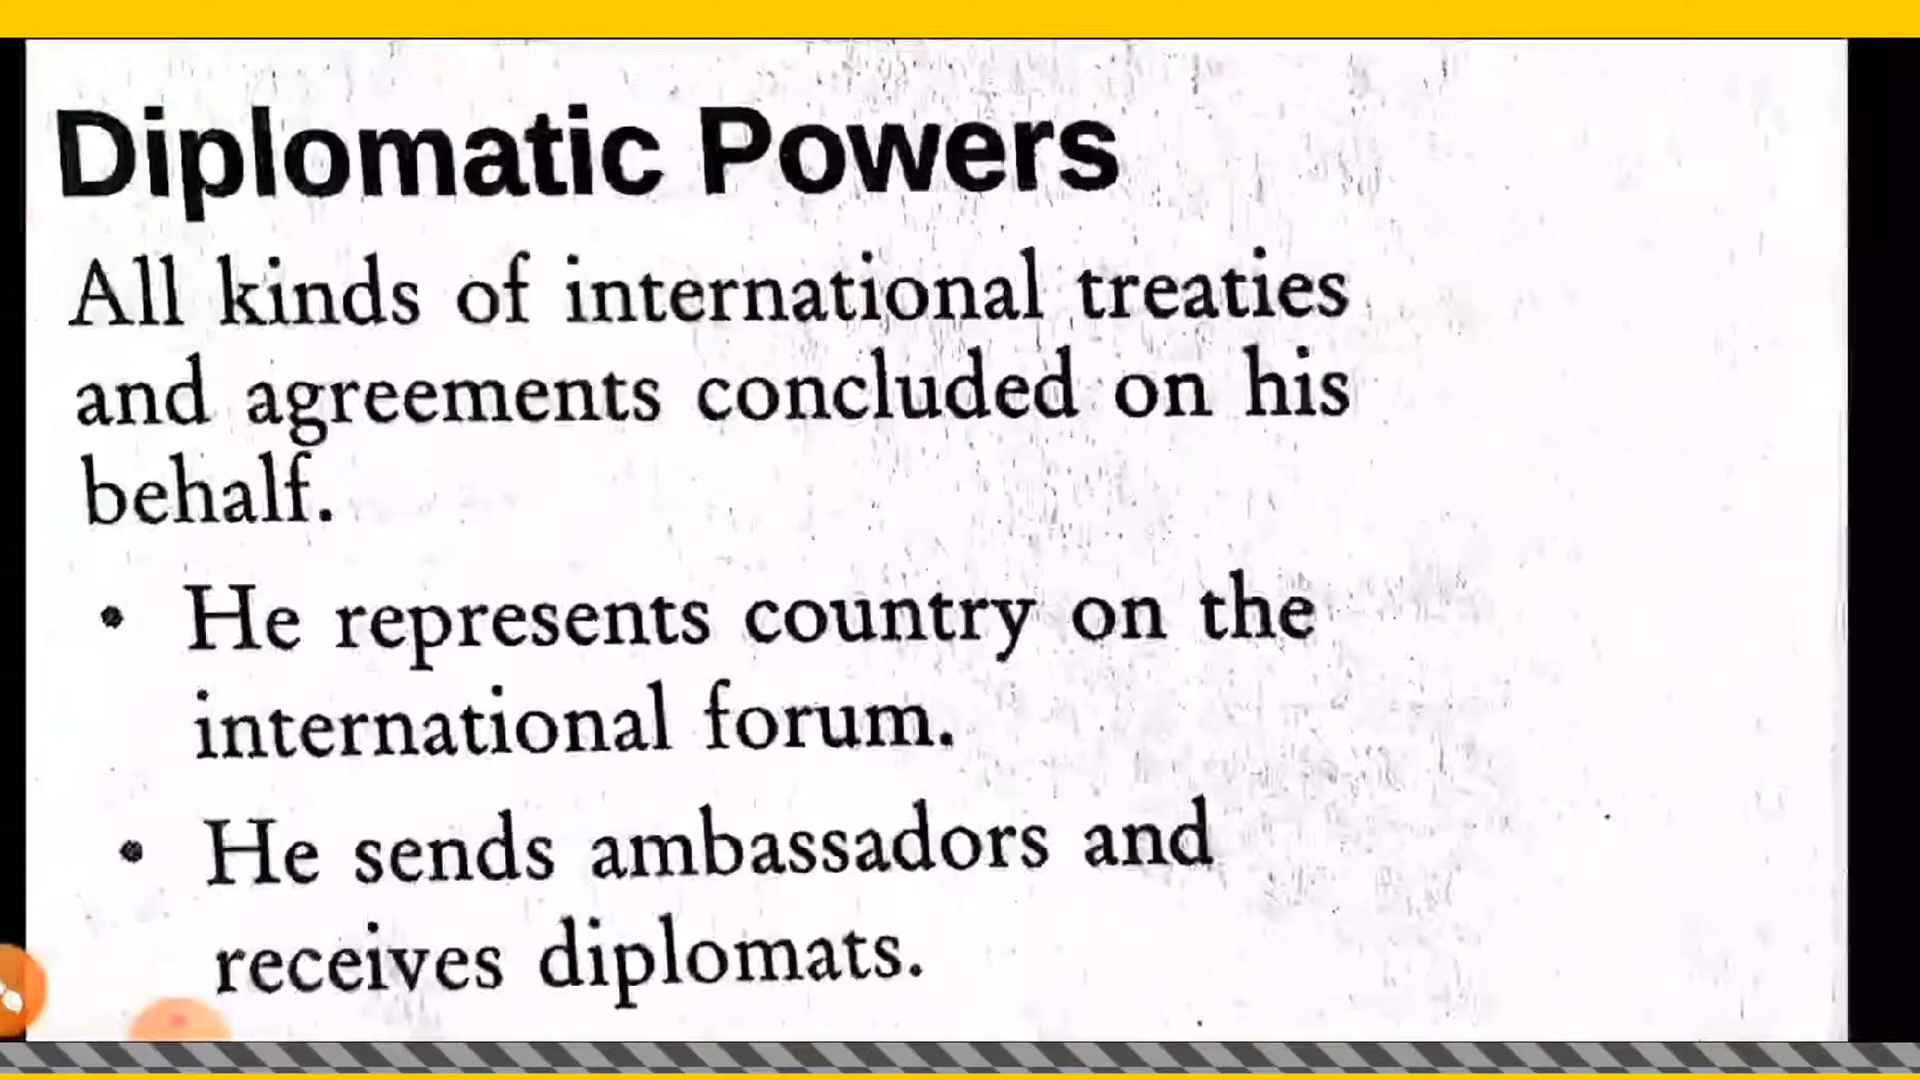 Diplomatic Powers
All kinds of international treaties
and agreements concluded on his
behalf.
• He represents country on the
international forum.
• He sends ambassadors and
receives diplomats.